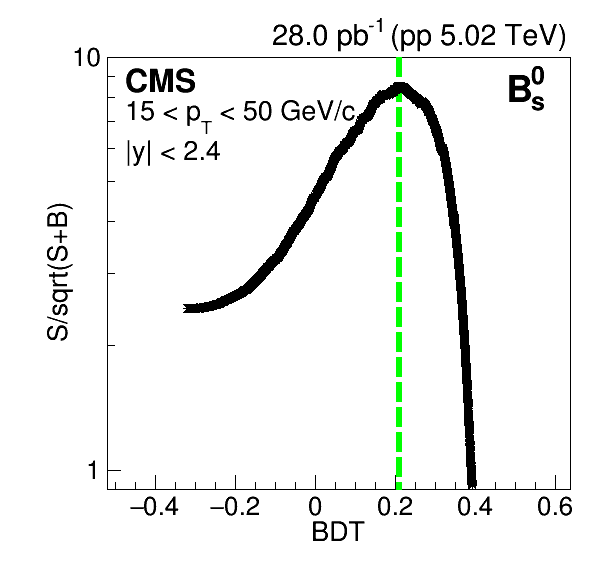 28.0 pb⁻¹ (pp 5.02 TeV)
10
CMS
B⁰ₛ
15 < p_T < 50 GeV/c
|y| < 2.4
S/sqrt(S+B)
1
−0.4 −0.2 0 0.2 0.4 0.6
BDT